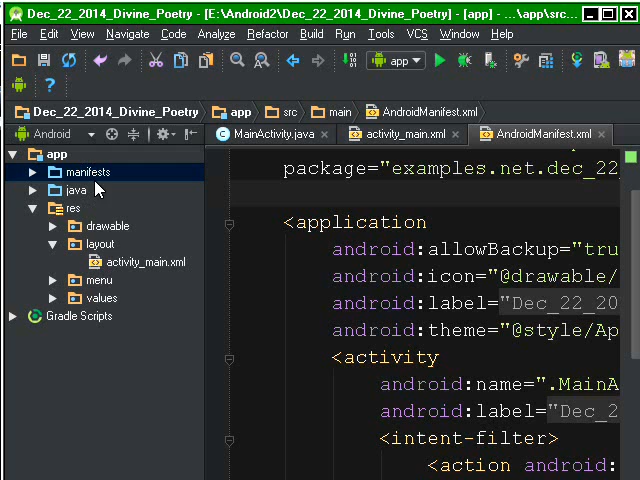 Dec_22_2014_Divine_Poetry - [E:\Android2\Dec_22_2014_Divine_Poetry] - [app] - ...\app\src...
File Edit View Navigate Code Analyze Refactor Build Run Tools VCS Window Help
app
Dec_22_2014_Divine_Poetry app src main AndroidManifest.xml
Android MainActivity.java activity_main.xml AndroidManifest.xml
app
manifests
java
res
drawable
layout
activity_main.xml
menu
values
Gradle Scripts
package="examples.net.dec_22
<application
android:allowBackup="tru
android:icon="@drawable/
android:label="Dec_22_20
android:theme="@style/Ap
<activity
android:name=".MainA
android:label="Dec_2
<intent-filter>
<action android: